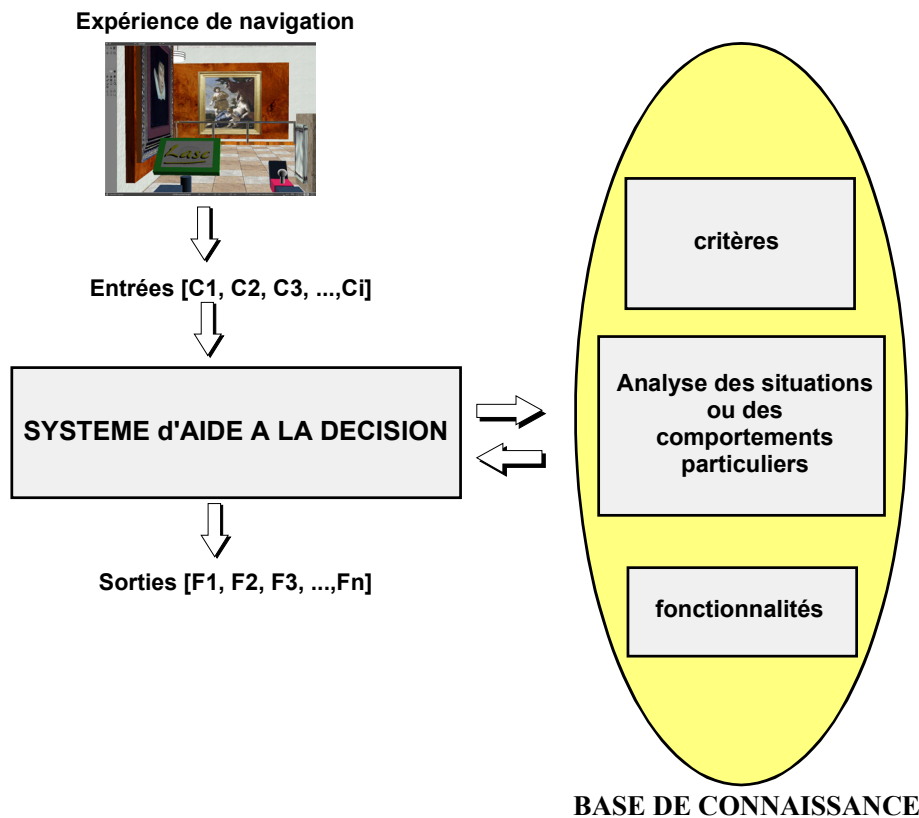 Expérience de navigation
Lasc
Entrées [C1, C2, C3, ...,Ci]
SYSTEME d'AIDE A LA DECISION
Sorties [F1, F2, F3, ...,Fn]
critères
Analyse des situations
ou des
comportements
particuliers
fonctionnalités
BASE DE CONNAISSANCE